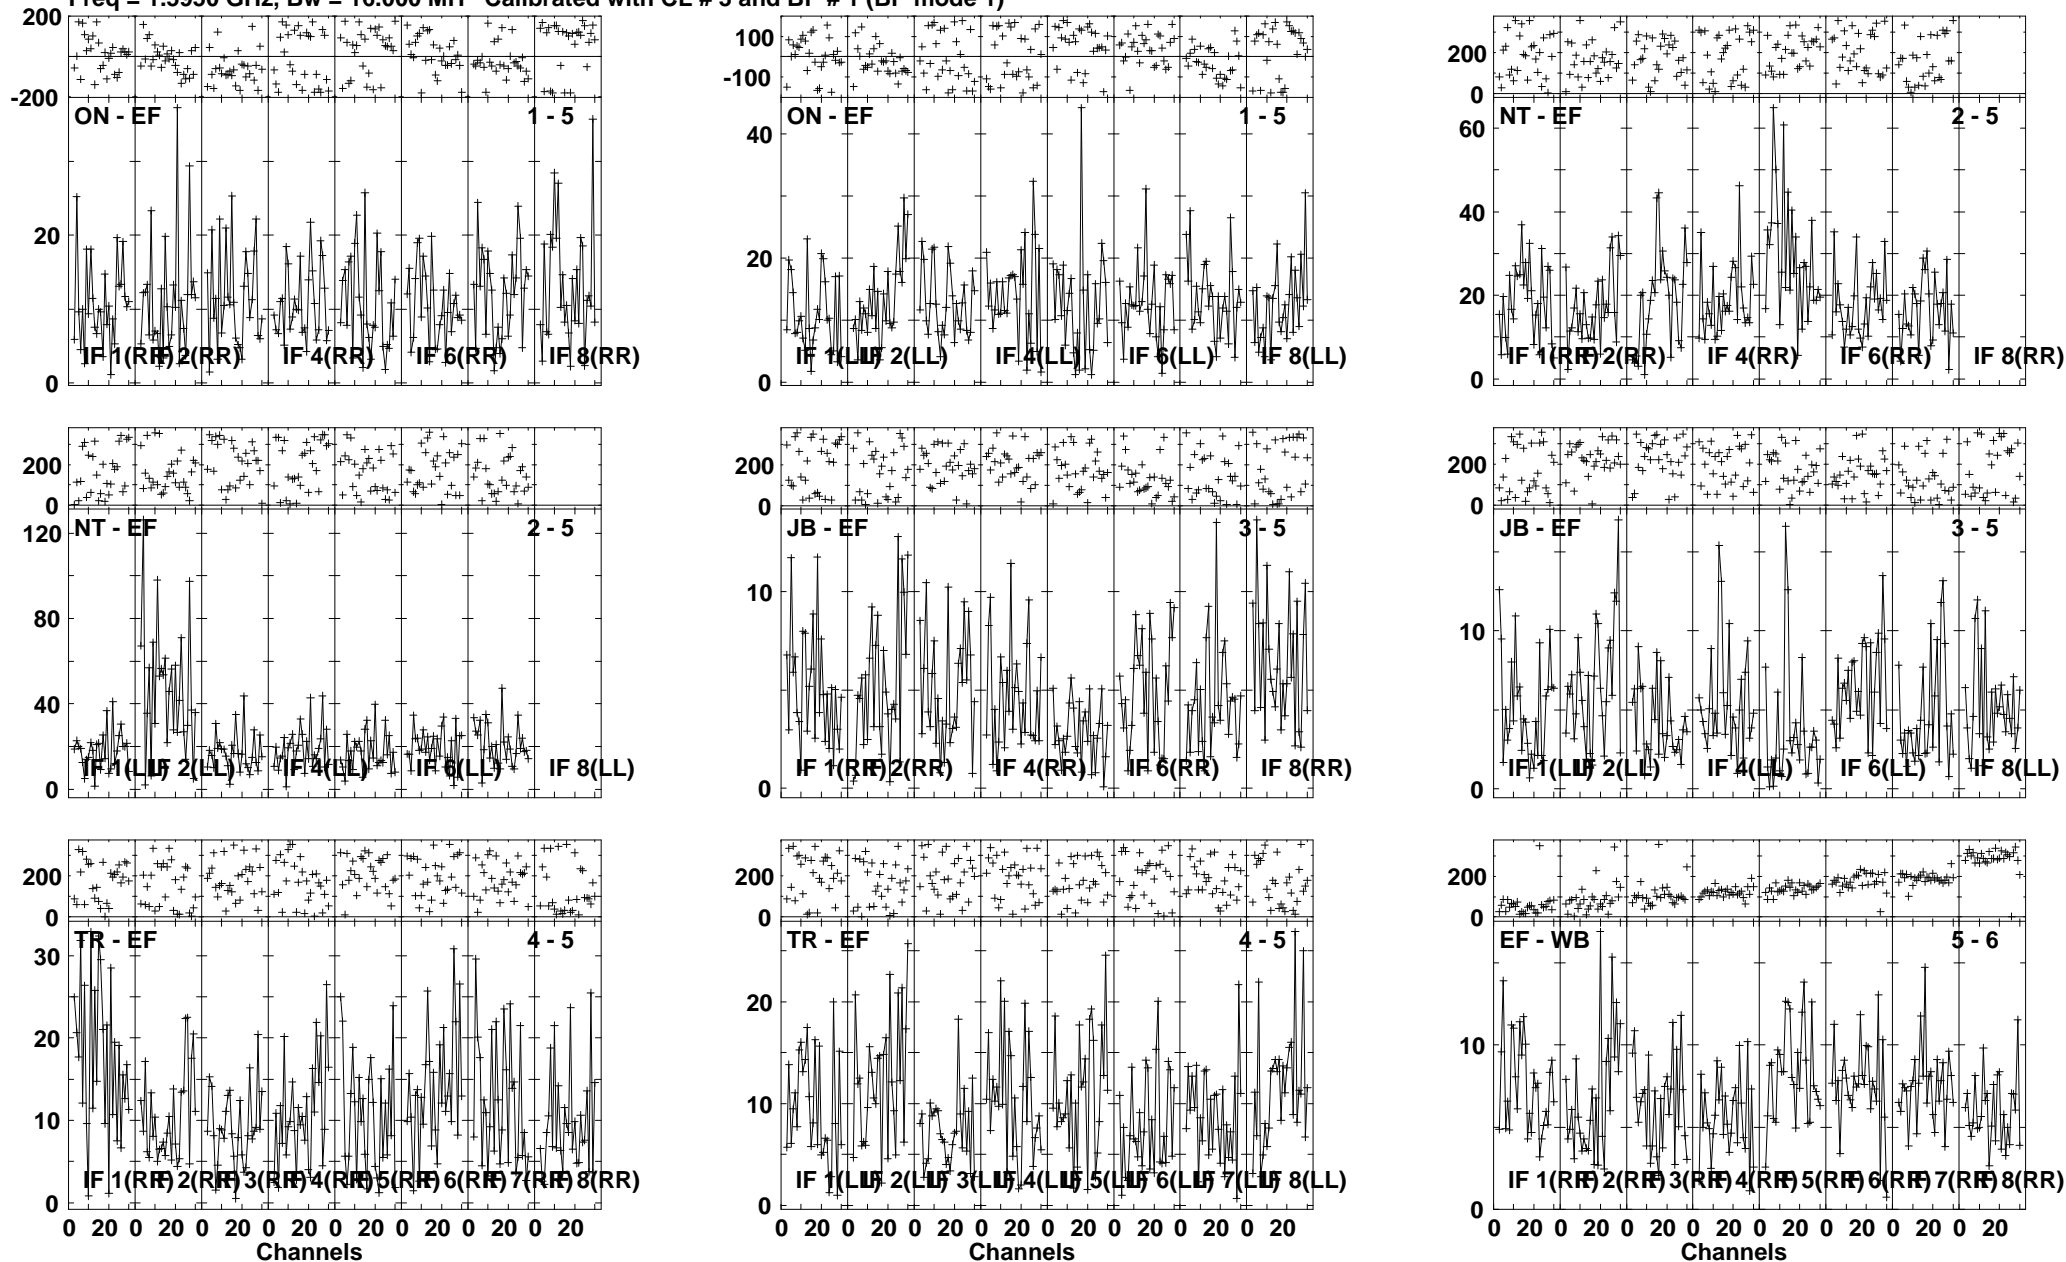 Calibrated with CL # 3 and BP # 1 (BP mode 1)
200
0
-200
ON - EF 1 - 5
20
0
IF 1(RR) IF 2(RR) IF 4(RR) IF 6(RR) IF 8(RR)
100
-100
ON - EF 1 - 5
40
20
0
IF 1(LL) IF 2(LL) IF 4(LL) IF 6(LL) IF 8(LL)
200
0
NT - EF 2 - 5
60
40
20
0
IF 1(RR) IF 2(RR) IF 4(RR) IF 6(RR) IF 8(RR)
200
0
NT - EF 2 - 5
120
80
40
0
IF 1(LL) IF 2(LL) IF 4(LL) IF 6(LL) IF 8(LL)
200
0
JB - EF 3 - 5
10
0
IF 1(RR) IF 2(RR) IF 4(RR) IF 6(RR) IF 8(RR)
200
0
JB - EF 3 - 5
10
0
IF 1(LL) IF 2(LL) IF 4(LL) IF 6(LL) IF 8(LL)
200
0
TR - EF 4 - 5
30
20
10
0
IF 1(RR) IF 2(RR) IF 3(RR) IF 4(RR) IF 5(RR) IF 6(RR) IF 7(RR) IF 8(RR)
0 20 0 20 0 20 0 20 0 20 0 20 0 20 0 20
Channels
200
0
TR - EF 4 - 5
20
10
0
IF 1(LL) IF 2(LL) IF 3(LL) IF 4(LL) IF 5(LL) IF 6(LL) IF 7(LL) IF 8(LL)
0 20 0 20 0 20 0 20 0 20 0 20 0 20 0 20
Channels
200
0
EF - WB 5 - 6
10
0
IF 1(RR) IF 2(RR) IF 3(RR) IF 4(RR) IF 5(RR) IF 6(RR) IF 7(RR) IF 8(RR)
0 20 0 20 0 20 0 20 0 20 0 20 0 20 0 20
Channels